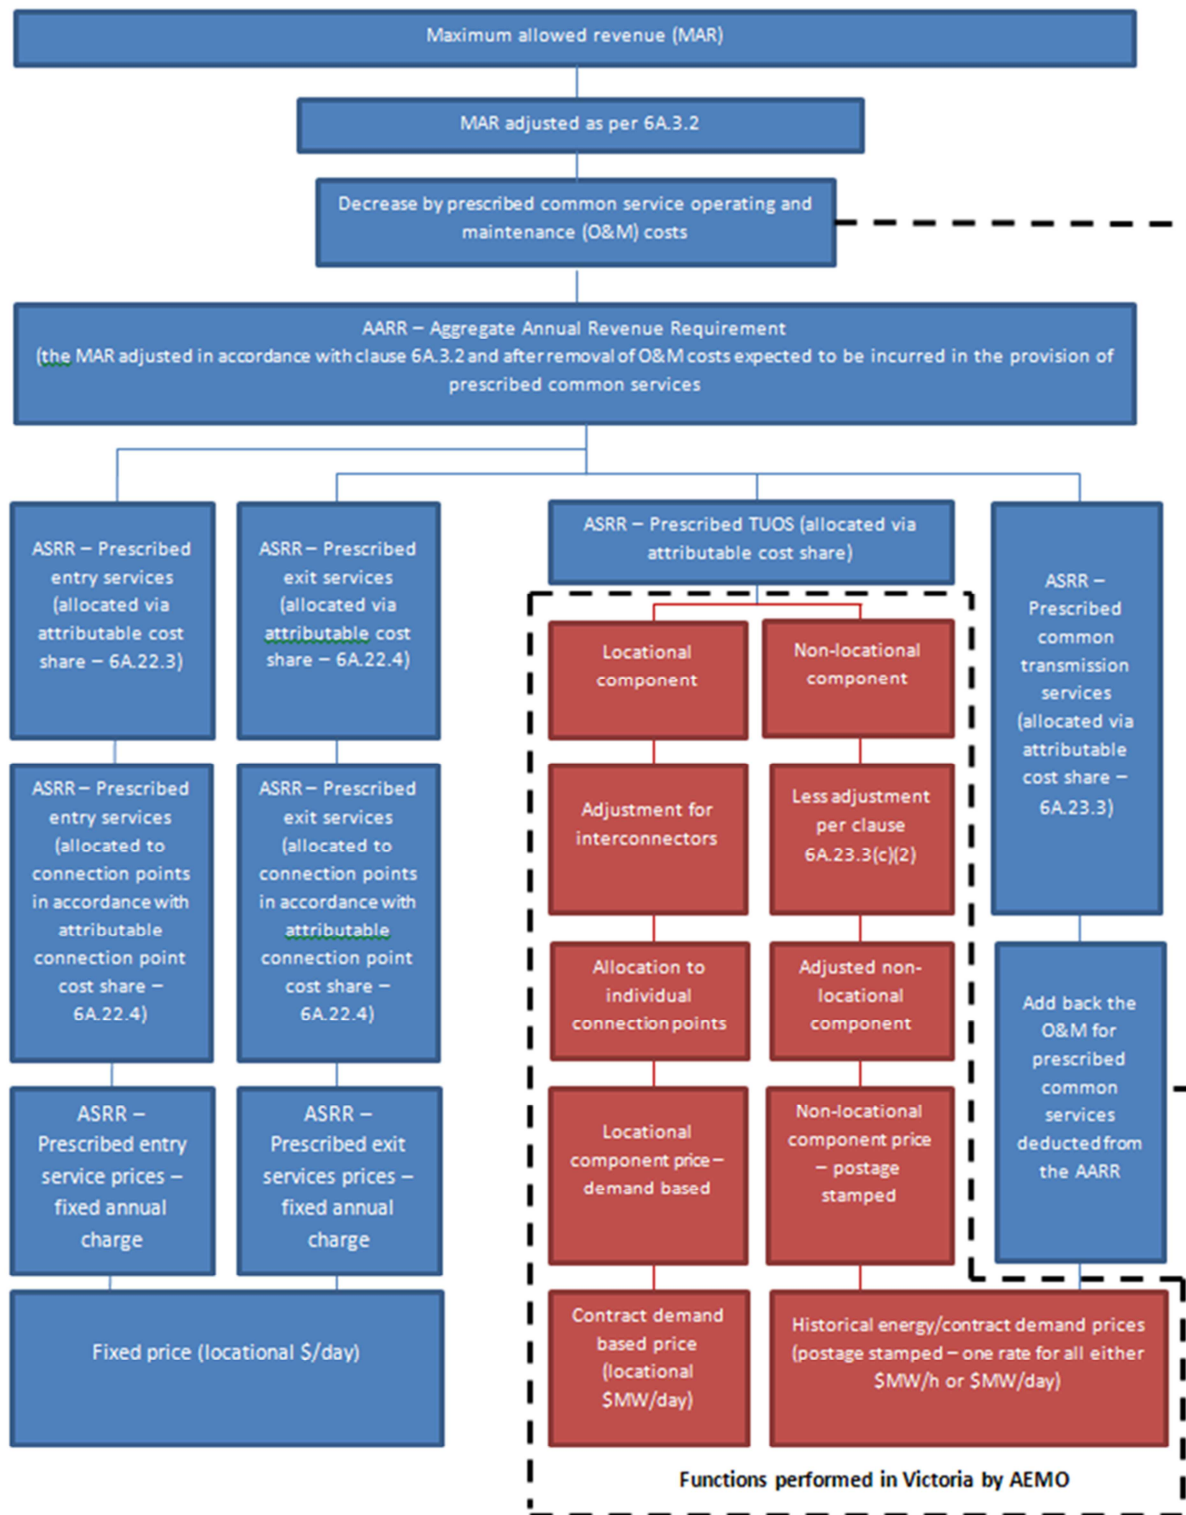 Maximum allowed revenue (MAR)
MAR adjusted as per 6A.3.2
Decrease by prescribed common service operating and
maintenance (O&M) costs
AARR – Aggregate Annual Revenue Requirement
(the MAR adjusted in accordance with clause 6A.3.2 and after removal of O&M costs expected to be incurred in the provision of
prescribed common services
ASRR – Prescribed
entry services
(allocated via
attributable cost
share – 6A.22.3)
ASRR – Prescribed
exit services
(allocated via
attributable cost
share – 6A.22.4)
ASRR – Prescribed TUOS (allocated via
attributable cost share)
ASRR –
Prescribed
common
transmission
services
(allocated via
attributable
cost share –
6A.23.3)
Locational
component
Non-locational
component
ASRR – Prescribed
entry services
(allocated to
connection points
in accordance with
attributable
connection point
cost share –
6A.22.4)
ASRR – Prescribed
exit services
(allocated to
connection points
in accordance with
attributable
connection point
cost share –
6A.22.4)
Adjustment for
interconnectors
Less adjustment
per clause
6A.23.3(c)(2)
Allocation to
individual
connection points
Adjusted non-
locational
component
Add back the
O&M for
prescribed
common
services
deducted from
the AARR
ASRR –
Prescribed entry
service prices –
fixed annual
charge
ASRR –
Prescribed exit
services prices –
fixed annual
charge
Locational
component price –
demand based
Non-locational
component price
– postage
stamped
Fixed price (locational $/day)
Contract demand
based price
(locational
$MW/day)
Historical energy/contract demand prices
(postage stamped – one rate for all either
$MW/h or $MW/day)
Functions performed in Victoria by AEMO